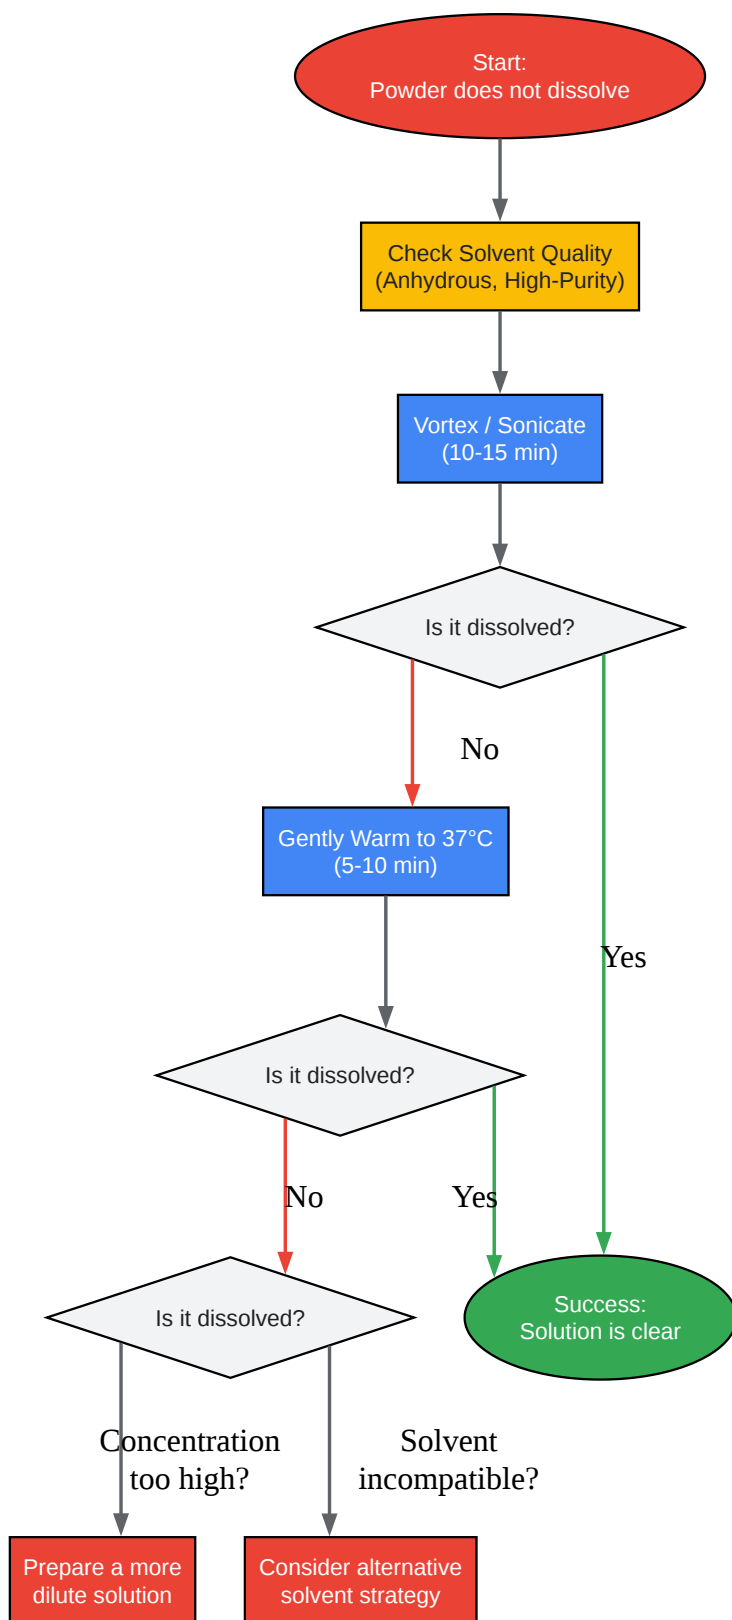 Start:
Powder does not dissolve
Check Solvent Quality
(Anhydrous, High-Purity)
Vortex / Sonicate
(10-15 min)
Is it dissolved?
No
Gently Warm to 37°C
(5-10 min)
Yes
Is it dissolved?
No
Yes
Is it dissolved?
Success:
Solution is clear
Concentration
too high?
Solvent
incompatible?
Prepare a more
dilute solution
Consider alternative
solvent strategy